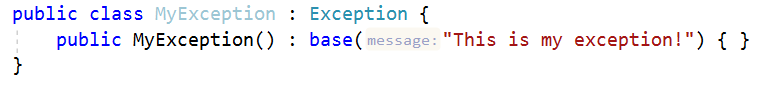 public class MyException : Exception {
    public MyException() : base(message:"This is my exception!") { }
}